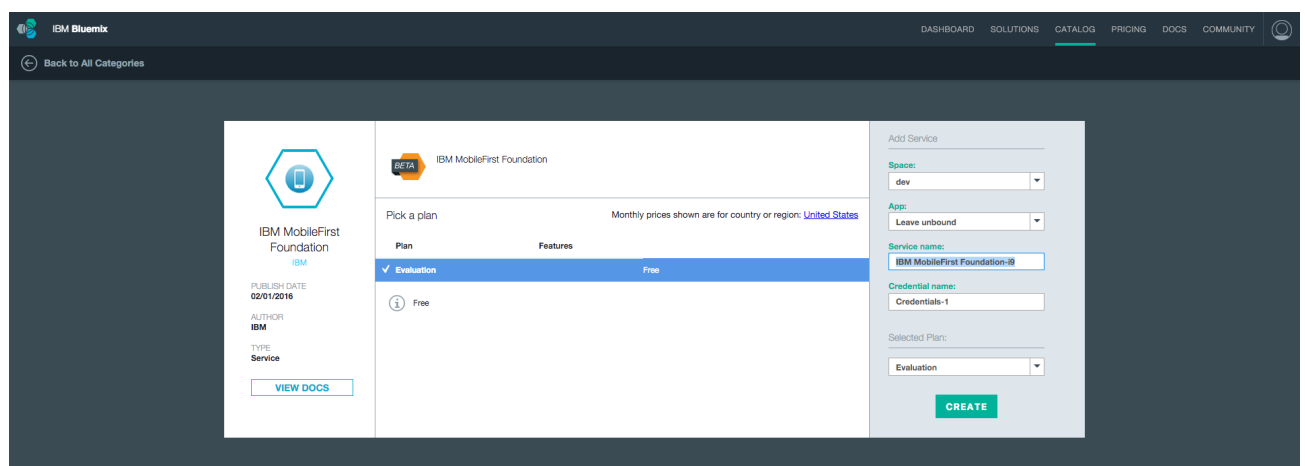 IBM Bluemix
DASHBOARD SOLUTIONS CATALOG PRICING DOCS COMMUNITY
Back to All Categories
IBM MobileFirst
Foundation
IBM
PUBLISH DATE
02/01/2016
AUTHOR
IBM
TYPE
Service
VIEW DOCS
BETA
IBM MobileFirst Foundation
Pick a plan
Monthly prices shown are for country or region: United States
Plan Features
Evaluation Free
Free
Add Service
Space:
dev
App:
Leave unbound
Service name:
IBM MobileFirst Foundation-i9
Credential name:
Credentials-1
Selected Plan:
Evaluation
CREATE